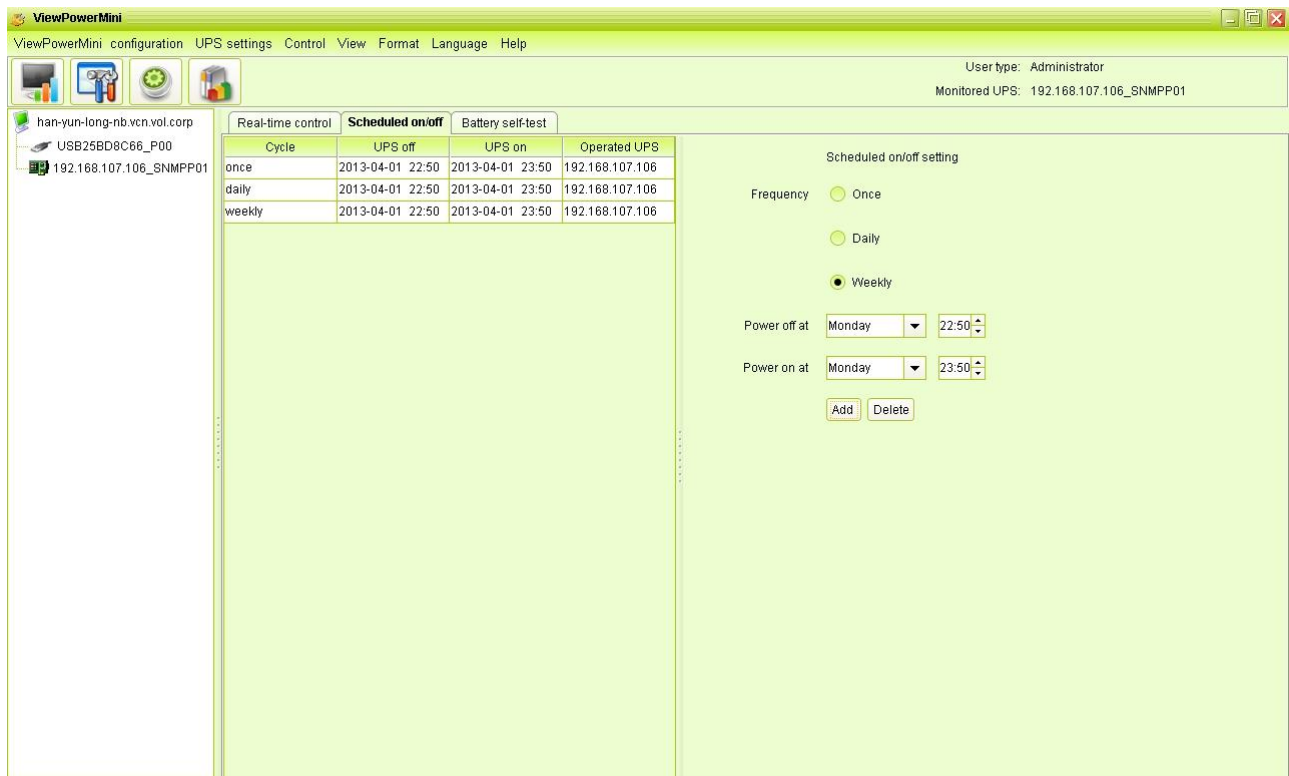 ViewPowerMini
ViewPowerMini configuration UPS settings Control View Format Language Help
User type: Administrator
Monitored UPS: 192.168.107.106_SNMPP01
han-yun-long-nb.vcn.vol.corp
USB25BD8C66_P00
192.168.107.106_SNMPP01
Real-time control Scheduled on/off Battery self-test
Cycle UPS off UPS on Operated UPS
once 2013-04-01 22:50 2013-04-01 23:50 192.168.107.106
daily 2013-04-01 22:50 2013-04-01 23:50 192.168.107.106
weekly 2013-04-01 22:50 2013-04-01 23:50 192.168.107.106
Scheduled on/off setting
Frequency Once
Daily
Weekly
Power off at Monday 22:50
Power on at Monday 23:50
Add Delete